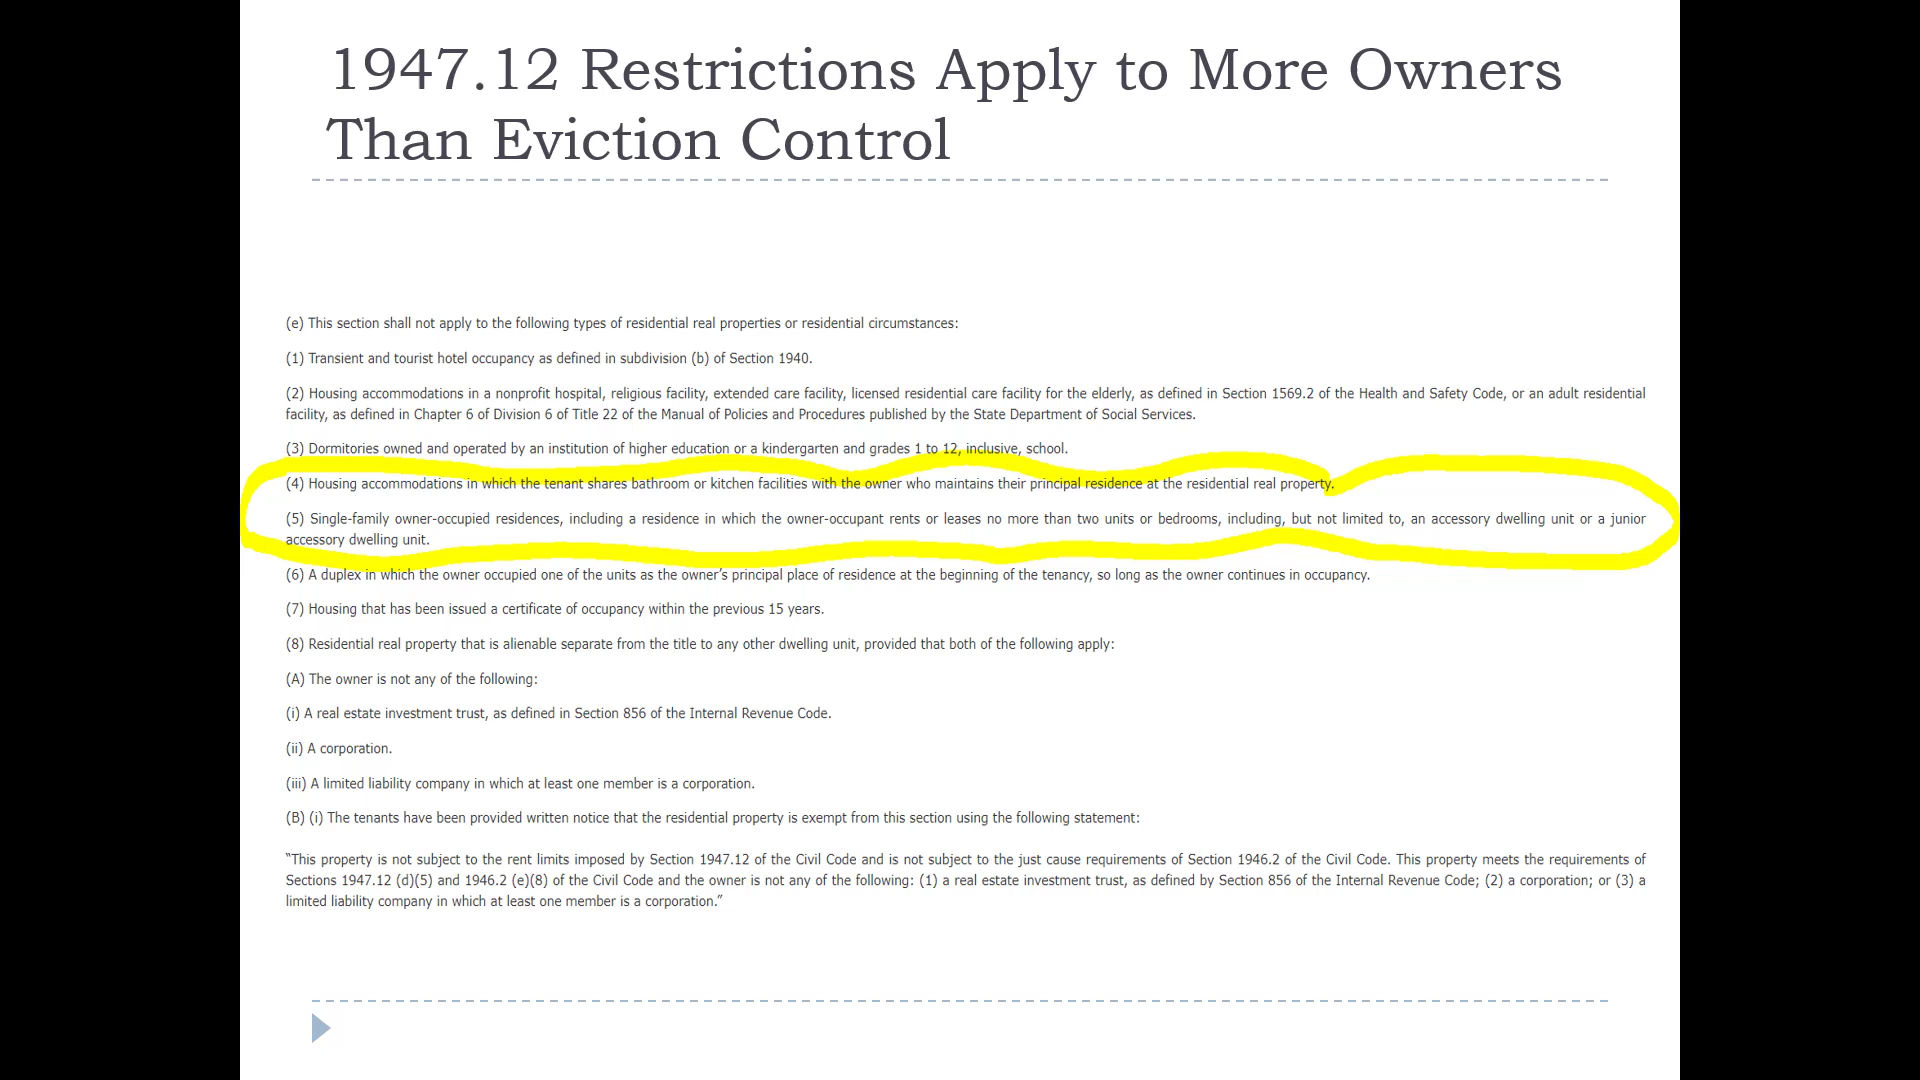 1947.12 Restrictions Apply to More Owners
Than Eviction Control
(e) This section shall not apply to the following types of residential real properties or residential circumstances:
(1) Transient and tourist hotel occupancy as defined in subdivision (b) of Section 1940.
(2) Housing accommodations in a nonprofit hospital, religious facility, extended care facility, licensed residential care facility for the elderly, as defined in Section 1569.2 of the Health and Safety Code, or an adult residential
facility, as defined in Chapter 6 of Division 6 of Title 22 of the Manual of Policies and Procedures published by the State Department of Social Services.
(3) Dormitories owned and operated by an institution of higher education or a kindergarten and grades 1 to 12, inclusive, school.
(4) Housing accommodations in which the tenant shares bathroom or kitchen facilities with the owner who maintains their principal residence at the residential real property.
(5) Single-family owner-occupied residences, including a residence in which the owner-occupant rents or leases no more than two units or bedrooms, including, but not limited to, an accessory dwelling unit or a junior
accessory dwelling unit.
(6) A duplex in which the owner occupied one of the units as the owner’s principal place of residence at the beginning of the tenancy, so long as the owner continues in occupancy.
(7) Housing that has been issued a certificate of occupancy within the previous 15 years.
(8) Residential real property that is alienable separate from the title to any other dwelling unit, provided that both of the following apply:
(A) The owner is not any of the following:
(i) A real estate investment trust, as defined in Section 856 of the Internal Revenue Code.
(ii) A corporation.
(iii) A limited liability company in which at least one member is a corporation.
(B) (i) The tenants have been provided written notice that the residential property is exempt from this section using the following statement:
“This property is not subject to the rent limits imposed by Section 1947.12 of the Civil Code and is not subject to the just cause requirements of Section 1946.2 of the Civil Code. This property meets the requirements of
Sections 1947.12 (d)(5) and 1946.2 (e)(8) of the Civil Code and the owner is not any of the following: (1) a real estate investment trust, as defined by Section 856 of the Internal Revenue Code; (2) a corporation; or (3) a
limited liability company in which at least one member is a corporation.”